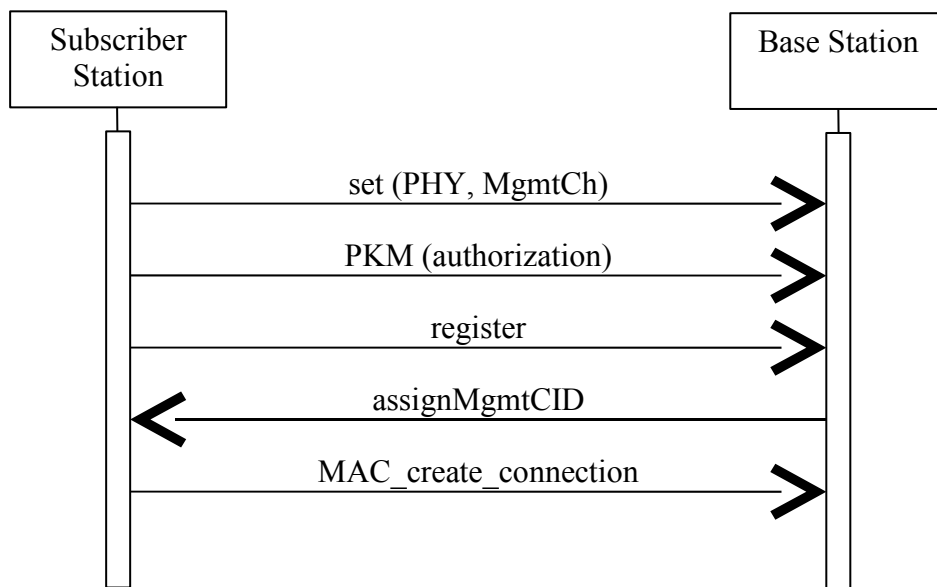 Subscriber
Station
Base Station
set (PHY, MgmtCh)
PKM (authorization)
register
assignMgmtCID
MAC_create_connection